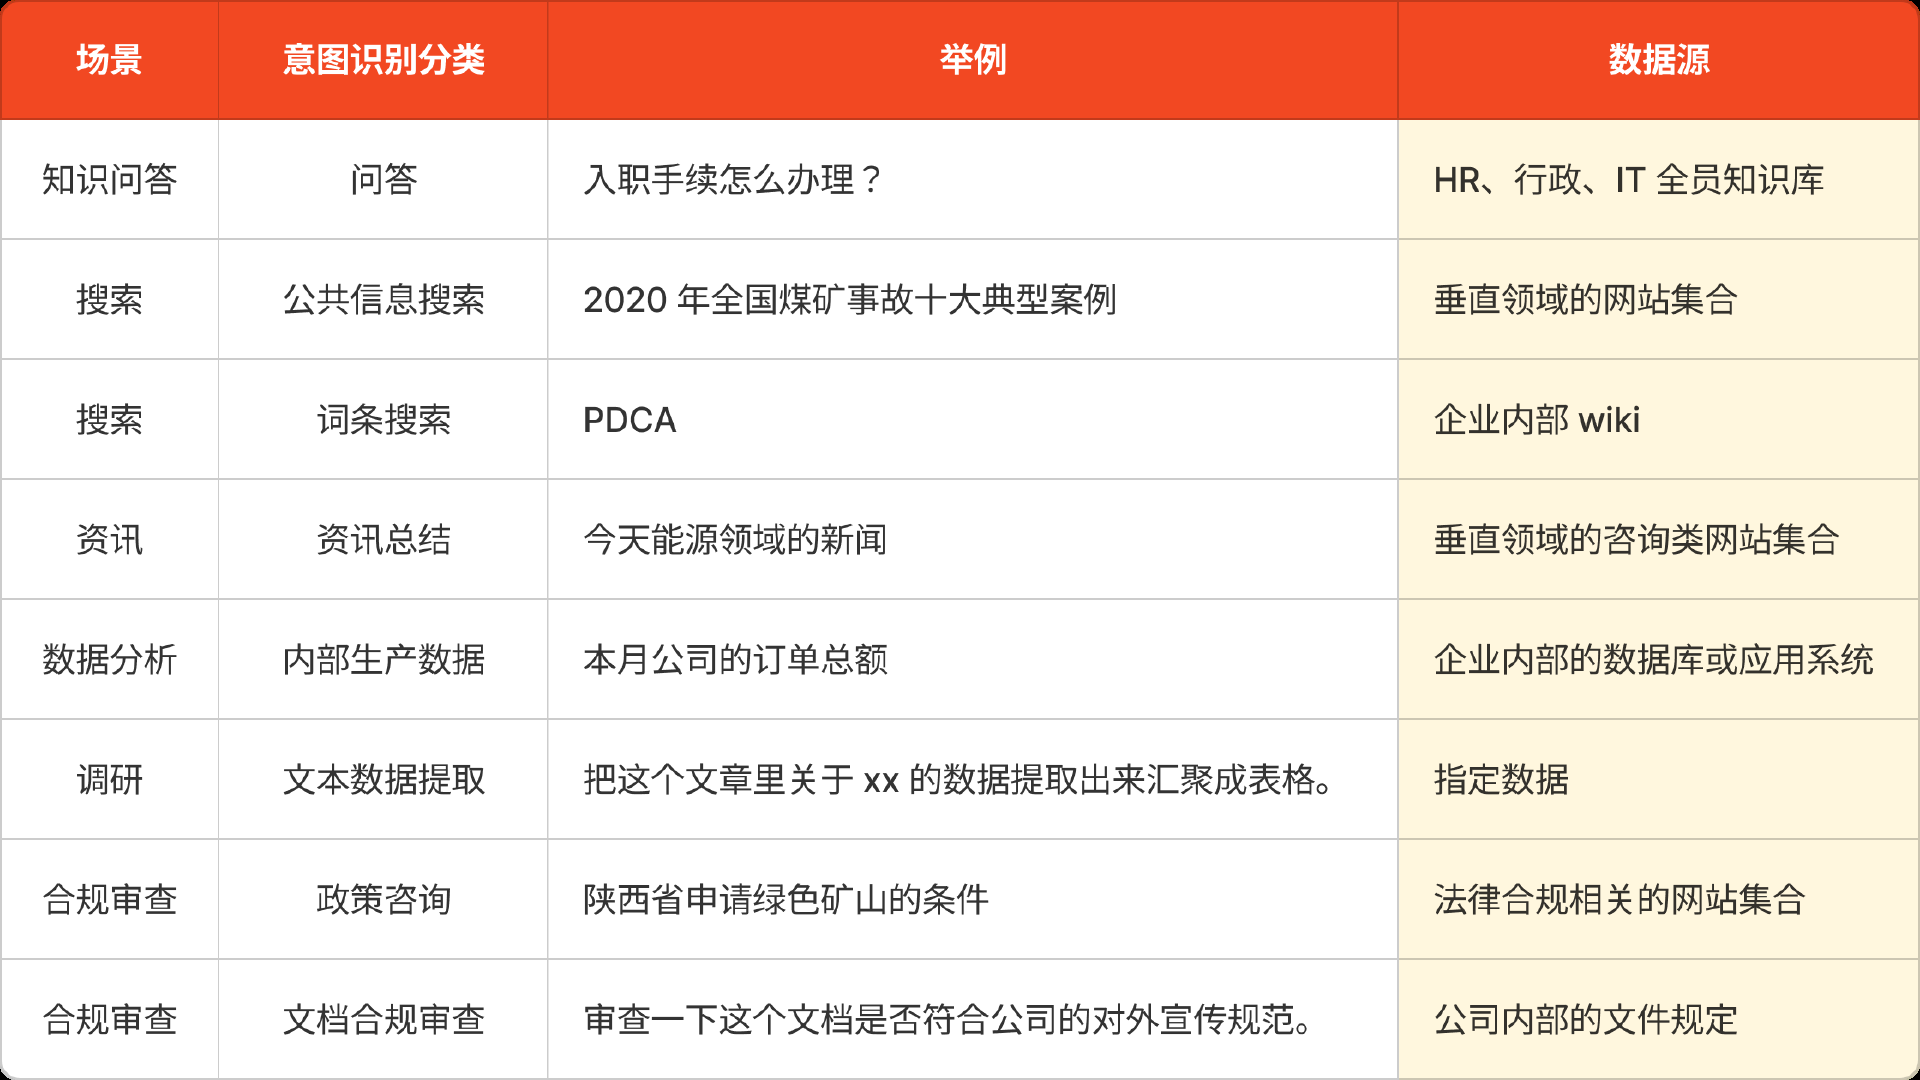 场景 意图识别分类 举例 数据源
知识问答 问答 入职手续怎么办理？ HR、行政、IT 全员知识库
搜索 公共信息搜索 2020 年全国煤矿事故十大典型案例 垂直领域的网站集合
搜索 词条搜索 PDCA 企业内部 wiki
资讯 资讯总结 今天能源领域的新闻 垂直领域的咨询类网站集合
数据分析 内部生产数据 本月公司的订单总额 企业内部的数据库或应用系统
调研 文本数据提取 把这个文章里关于 xx 的数据提取出来汇聚成表格。 指定数据
合规审查 政策咨询 陕西省申请绿色矿山的条件 法律合规相关的网站集合
合规审查 文档合规审查 审查一下这个文档是否符合公司的对外宣传规范。 公司内部的文件规定